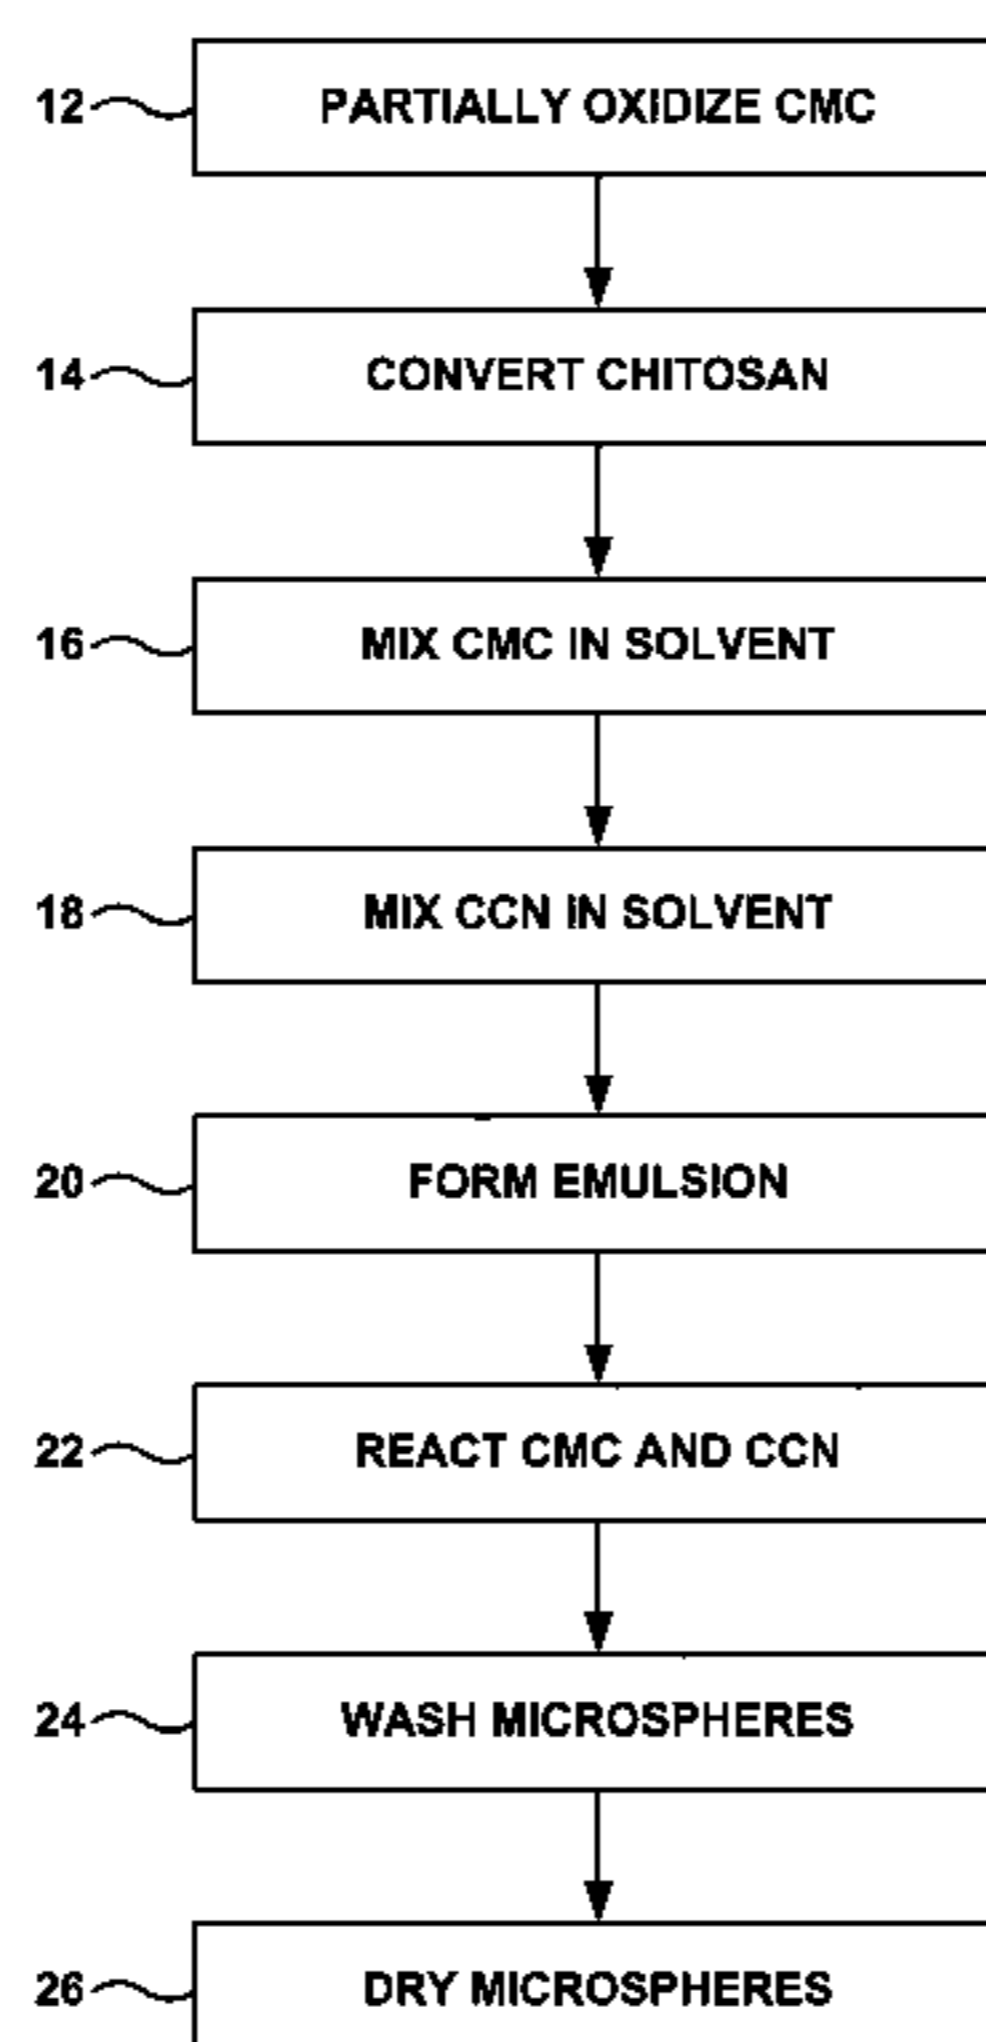 12 PARTIALLY OXIDIZE CMC
14 CONVERT CHITOSAN
16 MIX CMC IN SOLVENT
18 MIX CCN IN SOLVENT
20 FORM EMULSION
22 REACT CMC AND CCN
24 WASH MICROSPHERES
26 DRY MICROSPHERES